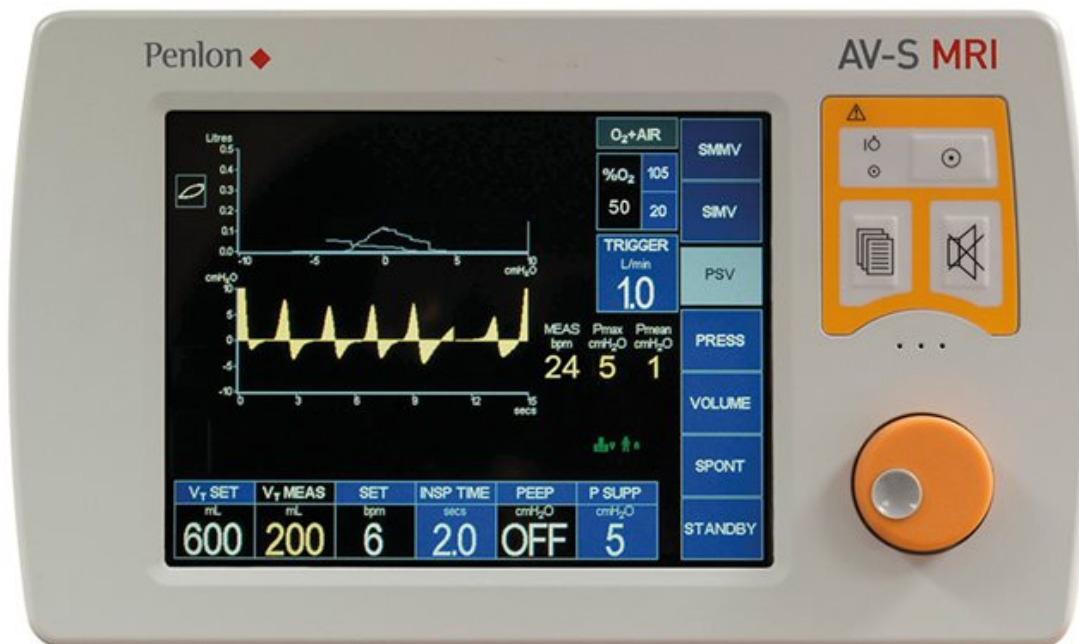 Penlon
AV-S MRI
Litres
0.5
0.4
0.3
0.2
0.1
0.0
-10 -5 0 5 10
cmH₂O cmH₂O
10
5
0
-5
-10
0 3 6 9 12 15
secs
O₂+AIR
%O₂ 105
50 20
TRIGGER
L/min
1.0
MEAS Pmax Pmean
bpm cmH₂O cmH₂O
24 5 1
SMMV
SIMV
PSV
PRESS
VOLUME
SPONT
STANDBY
V_T SET V_T MEAS SET INSP TIME PEEP P SUPP
mL mL bpm secs cmH₂O cmH₂O
600 200 6 2.0 OFF 5